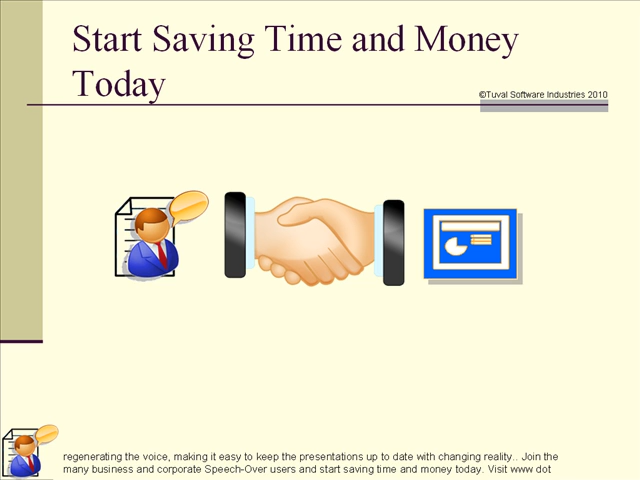 Start Saving Time and Money
Today
©Tuval Software Industries 2010
regenerating the voice, making it easy to keep the presentations up to date with changing reality.. Join the
many business and corporate Speech-Over users and start saving time and money today. Visit www dot